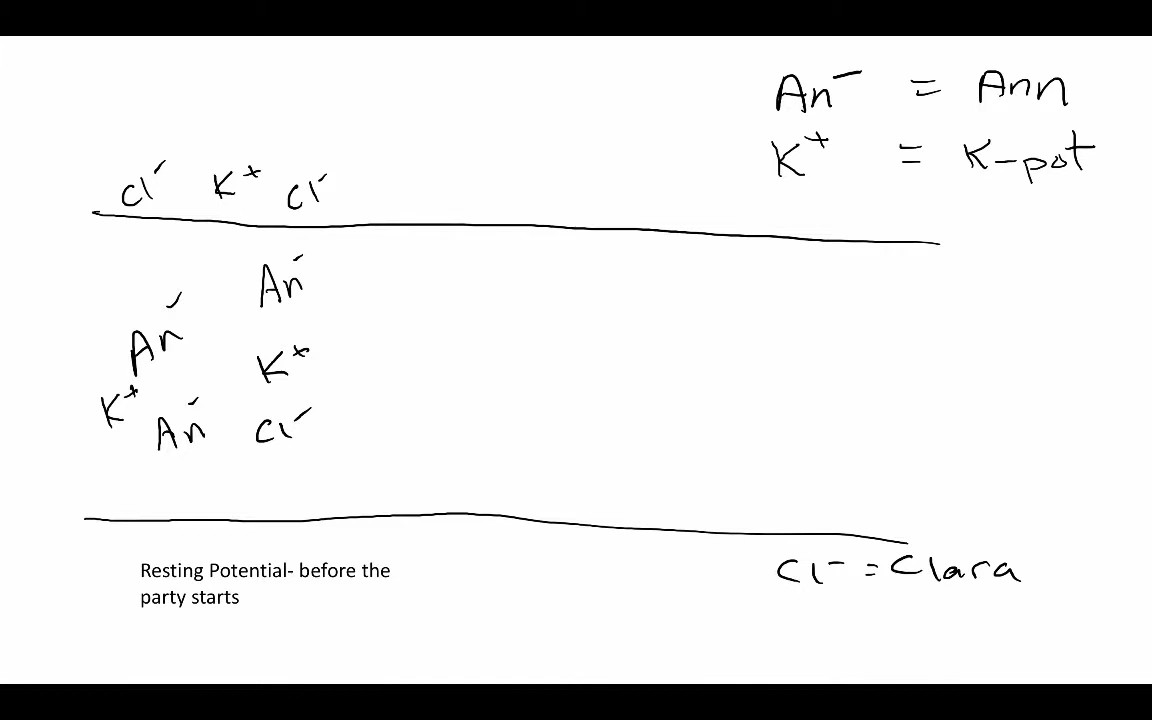 An⁻ = Ann
K⁺ = K-pot
Cl⁻ K⁺ Cl⁻
An⁻
An⁻
K⁺
K⁺
An⁻ Cl⁻
Resting Potential- before the
party starts
Cl⁻ = Clara